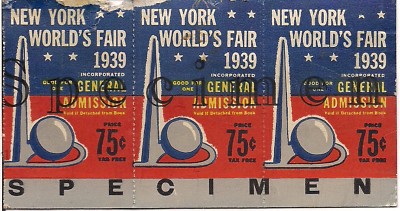 NEW YORK
WORLD'S FAIR
1939
INCORPORATED
GOOD FOR
ONE
GENERAL
ADMISSION
Void if Detached from Book
PRICE
75¢
TAX FREE
NEW YORK
WORLD'S FAIR
1939
INCORPORATED
GOOD FOR
ONE
GENERAL
ADMISSION
Void if Detached from Book
PRICE
75¢
TAX FREE
NEW YORK
WORLD'S FAIR
1939
INCORPORATED
GOOD FOR
ONE
GENERAL
ADMISSION
Void if Detached from Book
PRICE
75¢
TAX FREE
Specimen
SPECIMEN